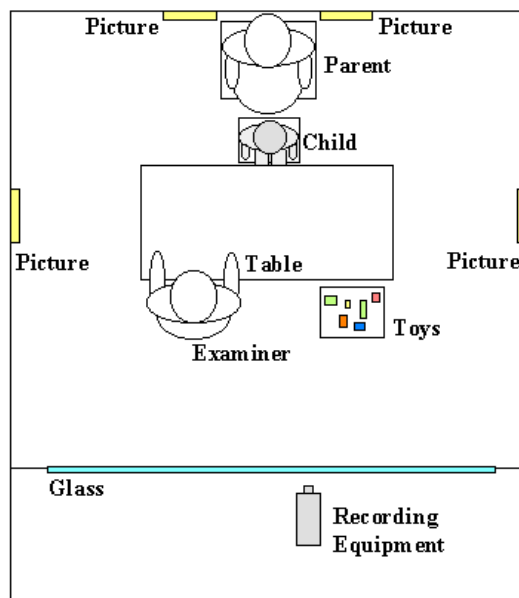 Picture
Picture
Parent
Child
Picture
Table
Picture
Toys
Examiner
Glass
Recording
Equipment